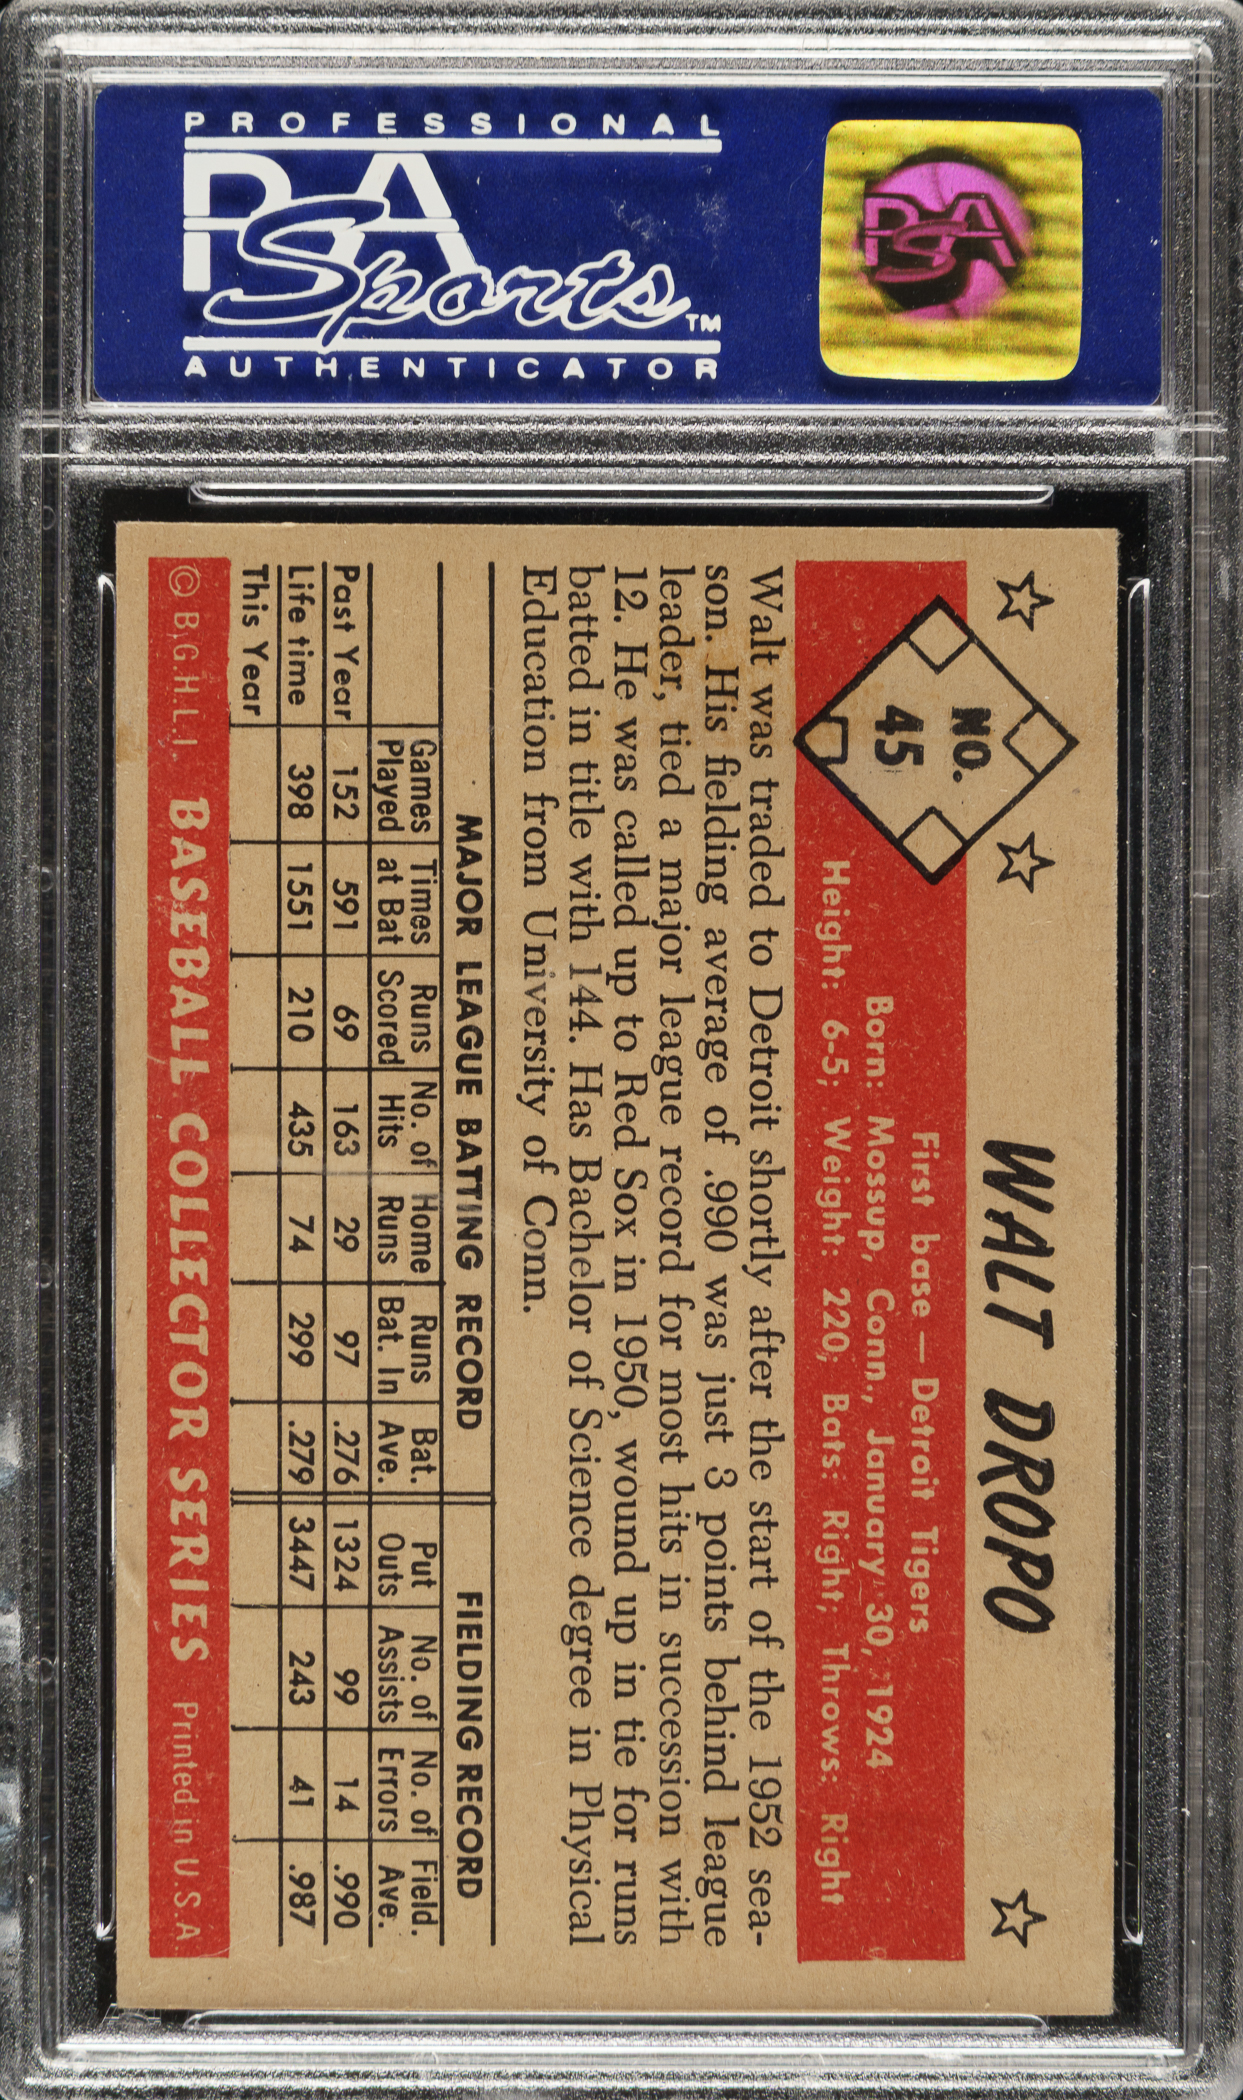 PROFESSIONAL
PSA
Sports™
AUTHENTICATOR
PSA
NO.
45
WALT DROPO
First base — Detroit Tigers
Born: Mossup, Conn., January 30, 1924
Height: 6-5; Weight: 220; Bats: Right; Throws: Right
Walt was traded to Detroit shortly after the start of the 1952 sea-
son. His fielding average of .990 was just 3 points behind league
leader, tied a major league record for most hits in succession with
12. He was called up to Red Sox in 1950, wound up in tie for runs
batted in title with 144. Has Bachelor of Science degree in Physical
Education from University of Conn.
MAJOR LEAGUE BATTING RECORD FIELDING RECORD
Games Times Runs No. of Home Runs Bat. Put No. of No. of Field.
Played at Bat Scored Hits Runs Bat. In Ave. Outs Assists Errors Ave.
Past Year 152 591 69 163 29 97 .276 1324 99 14 .990
Life time 398 1551 210 435 74 299 .279 3447 243 41 .987
This Year
© B.G.H.L.I. BASEBALL COLLECTOR SERIES Printed in U.S.A.